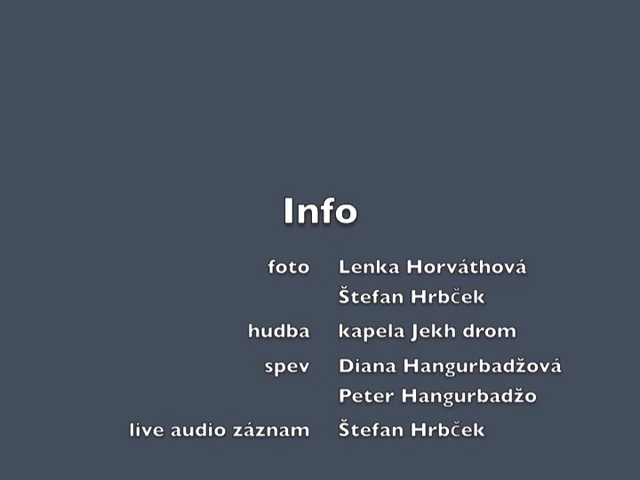 Info
foto Lenka Horváthová
Štefan Hrbček
hudba kapela Jekh drom
spev Diana Hangurbadžová
Peter Hangurbadžo
live audio záznam Štefan Hrbček